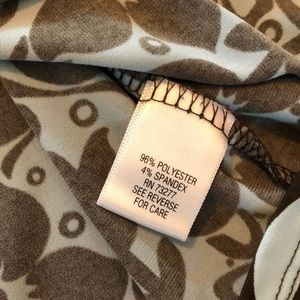 96% POLYESTER
4% SPANDEX
RN 73277
SEE REVERSE
FOR CARE